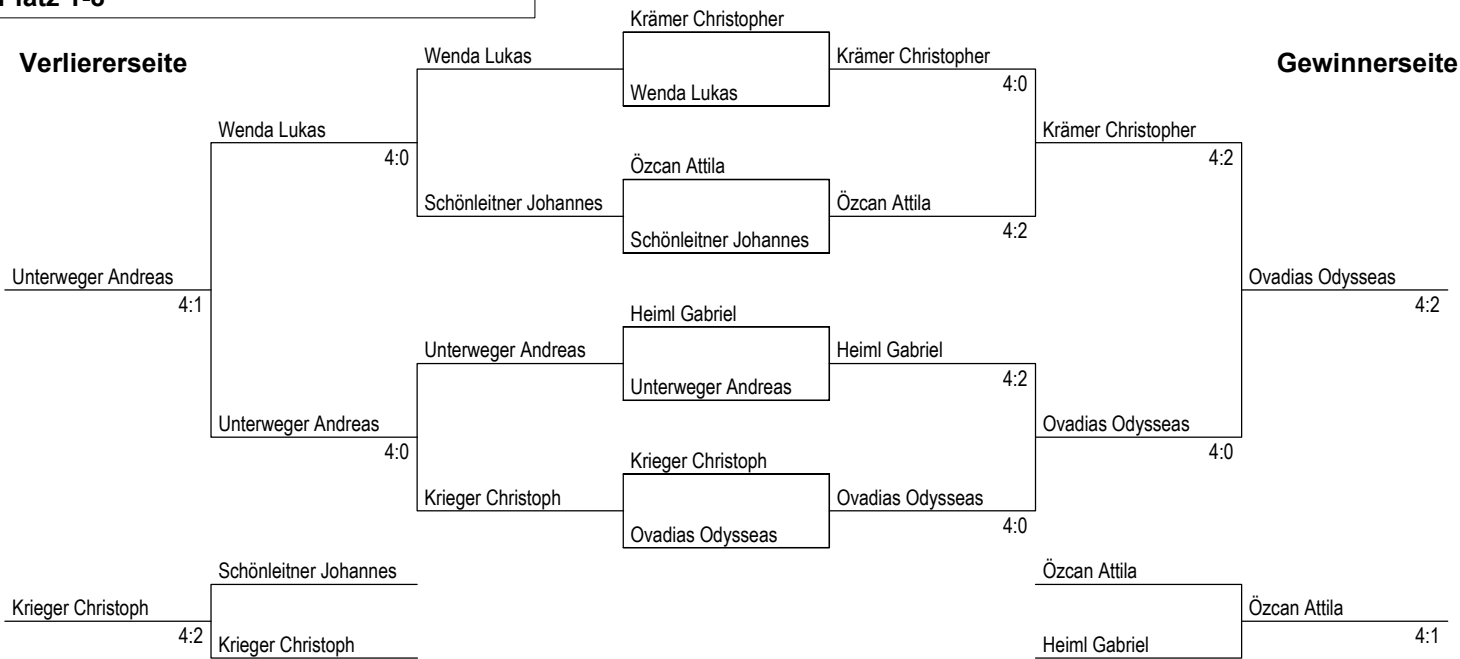 Platz 1-8
Krämer Christopher
Verliererseite
Wenda Lukas
Krämer Christopher
Gewinnerseite
4:0
Wenda Lukas
Wenda Lukas
Krämer Christopher
4:0
4:2
Özcan Attila
Schönleitner Johannes
Özcan Attila
4:2
Schönleitner Johannes
Unterweger Andreas
Ovadias Odysseas
4:1
4:2
Heiml Gabriel
Unterweger Andreas
Heiml Gabriel
4:2
Unterweger Andreas
Unterweger Andreas
Ovadias Odysseas
4:0
4:0
Krieger Christoph
Krieger Christoph
Ovadias Odysseas
4:0
Ovadias Odysseas
Schönleitner Johannes
Özcan Attila
Krieger Christoph
Özcan Attila
4:2
4:1
Krieger Christoph
Heiml Gabriel